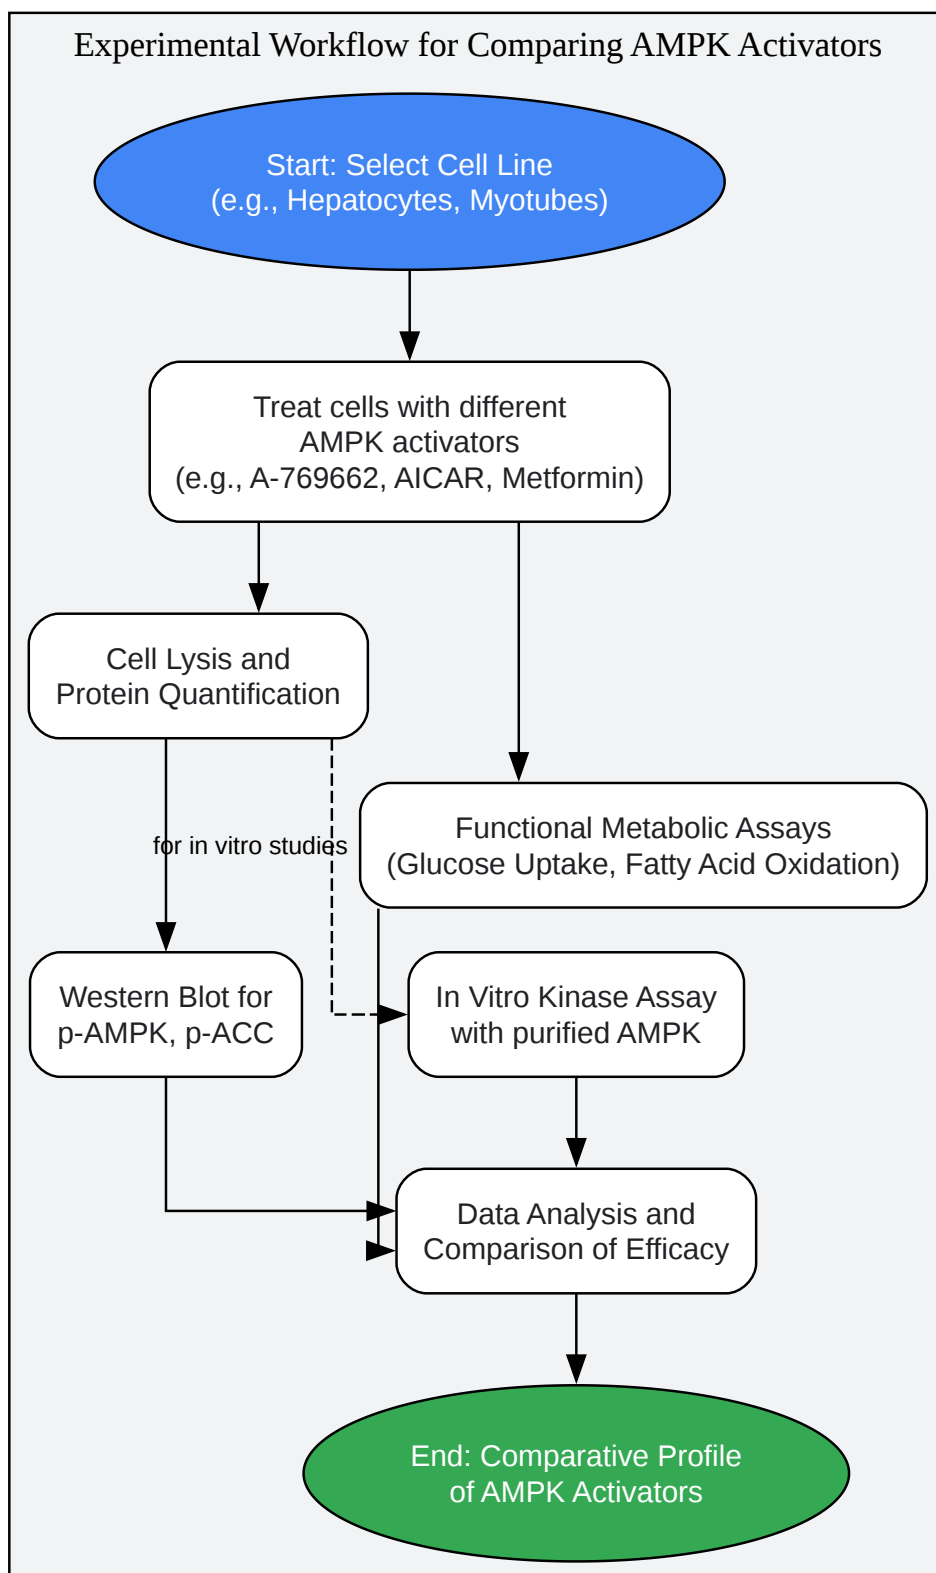 Experimental Workflow for Comparing AMPK Activators
Start: Select Cell Line
(e.g., Hepatocytes, Myotubes)
Treat cells with different
AMPK activators
(e.g., A-769662, AICAR, Metformin)
Cell Lysis and
Protein Quantification
for in vitro studies
Functional Metabolic Assays
(Glucose Uptake, Fatty Acid Oxidation)
Western Blot for
p-AMPK, p-ACC
In Vitro Kinase Assay
with purified AMPK
Data Analysis and
Comparison of Efficacy
End: Comparative Profile
of AMPK Activators